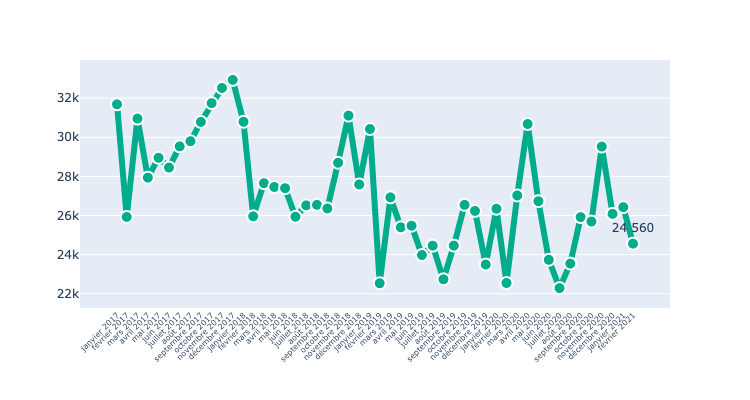 32k
30k
28k
26k
24k
22k
24,560
janvier 2017
février 2017
mars 2017
avril 2017
mai 2017
juin 2017
juillet 2017
août 2017
septembre 2017
octobre 2017
novembre 2017
décembre 2017
janvier 2018
février 2018
mars 2018
avril 2018
mai 2018
juin 2018
juillet 2018
août 2018
septembre 2018
octobre 2018
novembre 2018
décembre 2018
janvier 2019
février 2019
mars 2019
avril 2019
mai 2019
juin 2019
juillet 2019
août 2019
septembre 2019
octobre 2019
novembre 2019
décembre 2019
janvier 2020
février 2020
mars 2020
avril 2020
mai 2020
juin 2020
juillet 2020
août 2020
septembre 2020
octobre 2020
novembre 2020
décembre 2020
janvier 2021
février 2021